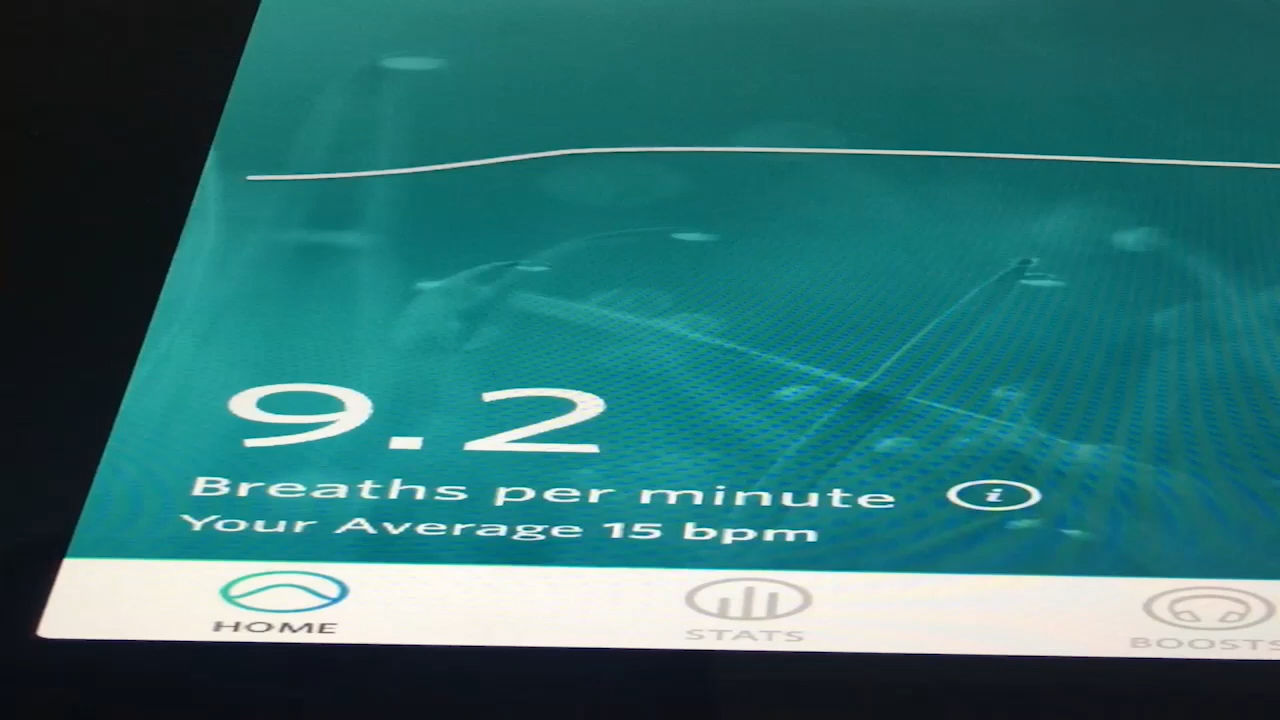 9.2
Breaths per minute i
Your Average 15 bpm
HOME
STATS
BOOSTS